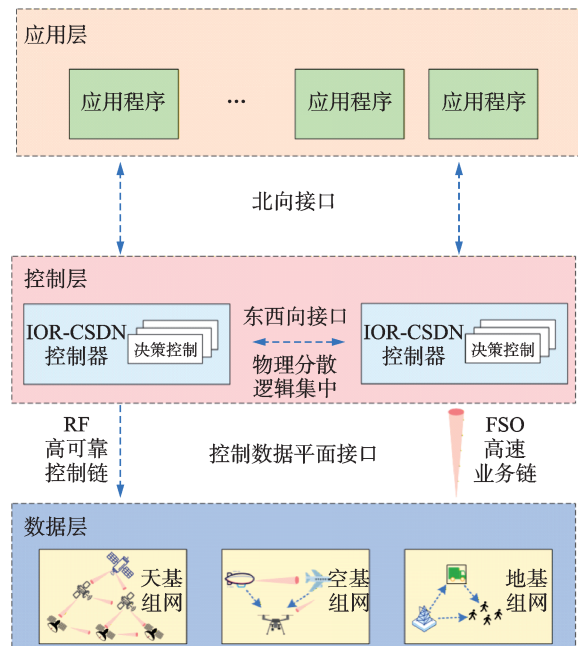 应用层
应用程序
...
应用程序
应用程序
北向接口
控制层
IOR-CSDN
控制器
决策控制
东西向接口
物理分散
逻辑集中
IOR-CSDN
控制器
决策控制
RF
高可靠
控制链
控制数据平面接口
FSO
高速
业务链
数据层
天基
组网
空基
组网
地基
组网